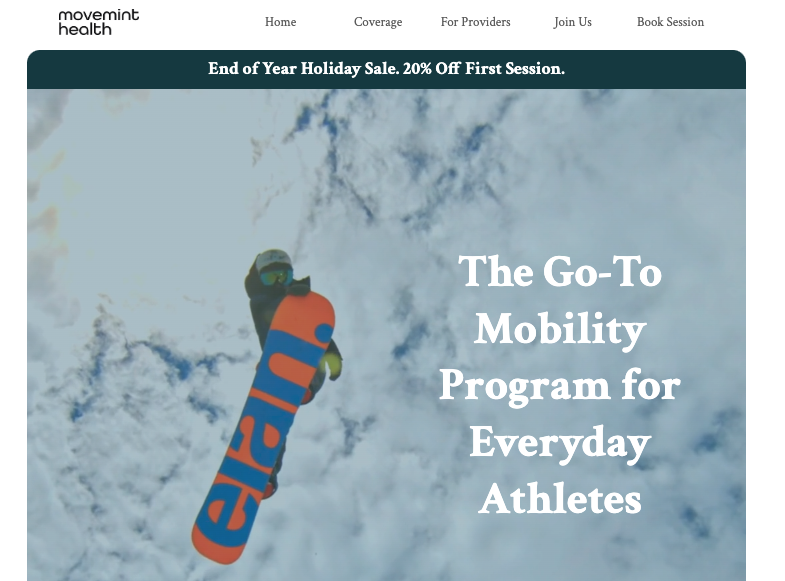 movemint
health
Home Coverage For Providers Join Us Book Session
End of Year Holiday Sale. 20% Off First Session.
The Go-To
Mobility
Program for
Everyday
Athletes
elan.